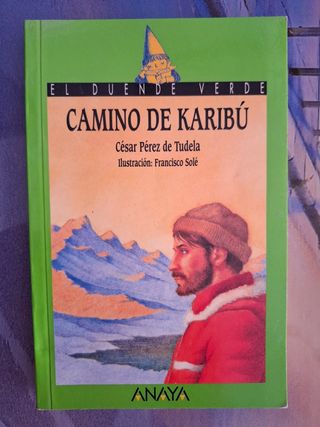 EL DUENDE VERDE
CAMINO DE KARIBÚ
César Pérez de Tudela
Ilustración: Francisco Solé
ANAYA